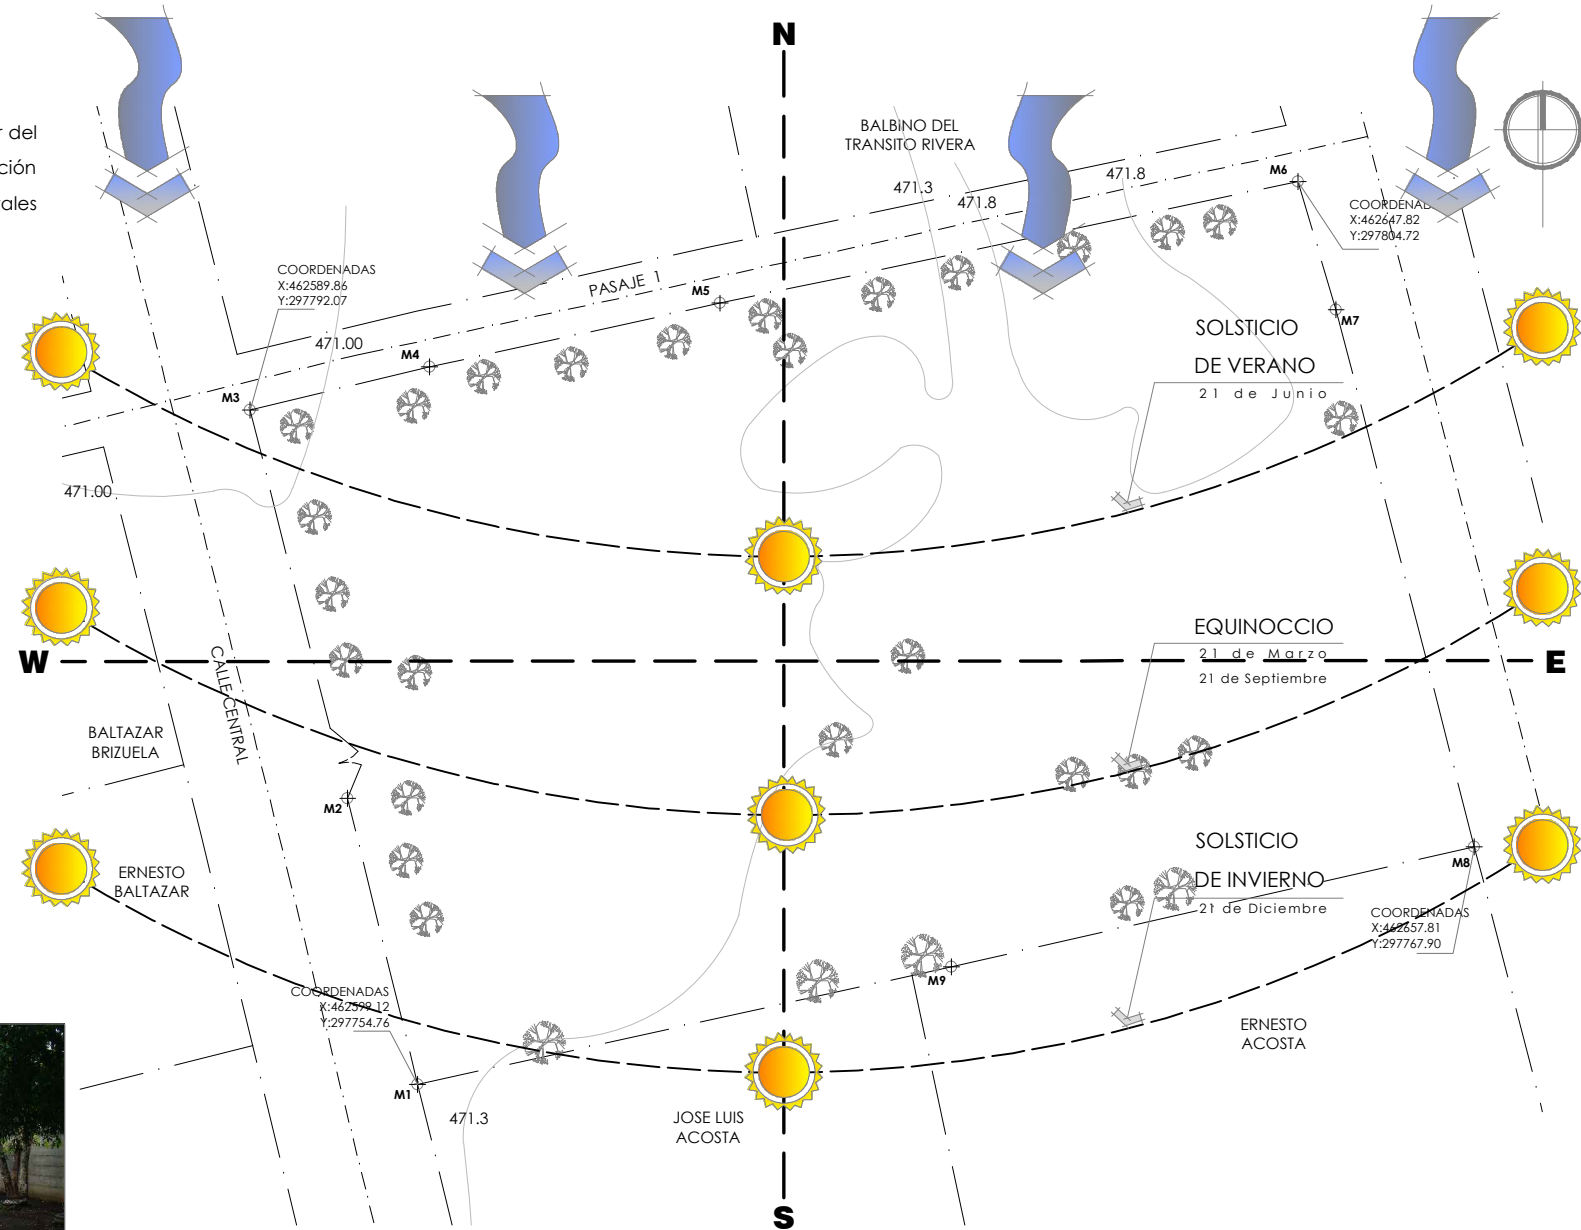 N
r del
ción
ales
BALBINO DEL
TRANSITO RIVERA
471.3
471.8
471.8
M6
X:462647.82
Y:297804.72
COORDENADAS
X:462589.86
Y:297792.07
PASAJE 1
M5
M7
471.00
M4
M3
SOLSTICIO
DE VERANO
21 de Junio
471.00
W
E
CALLE CENTRAL
EQUINOCCIO
21 de Marzo
21 de Septiembre
BALTAZAR
BRIZUELA
M2
SOLSTICIO
DE INVIERNO
21 de Diciembre
M8
ERNESTO
BALTAZAR
COORDENADAS
X:462657.81
Y:297767.90
M9
COORDENADAS
X:462599.12
Y:297754.76
ERNESTO
ACOSTA
M1
471.3
JOSE LUIS
ACOSTA
S